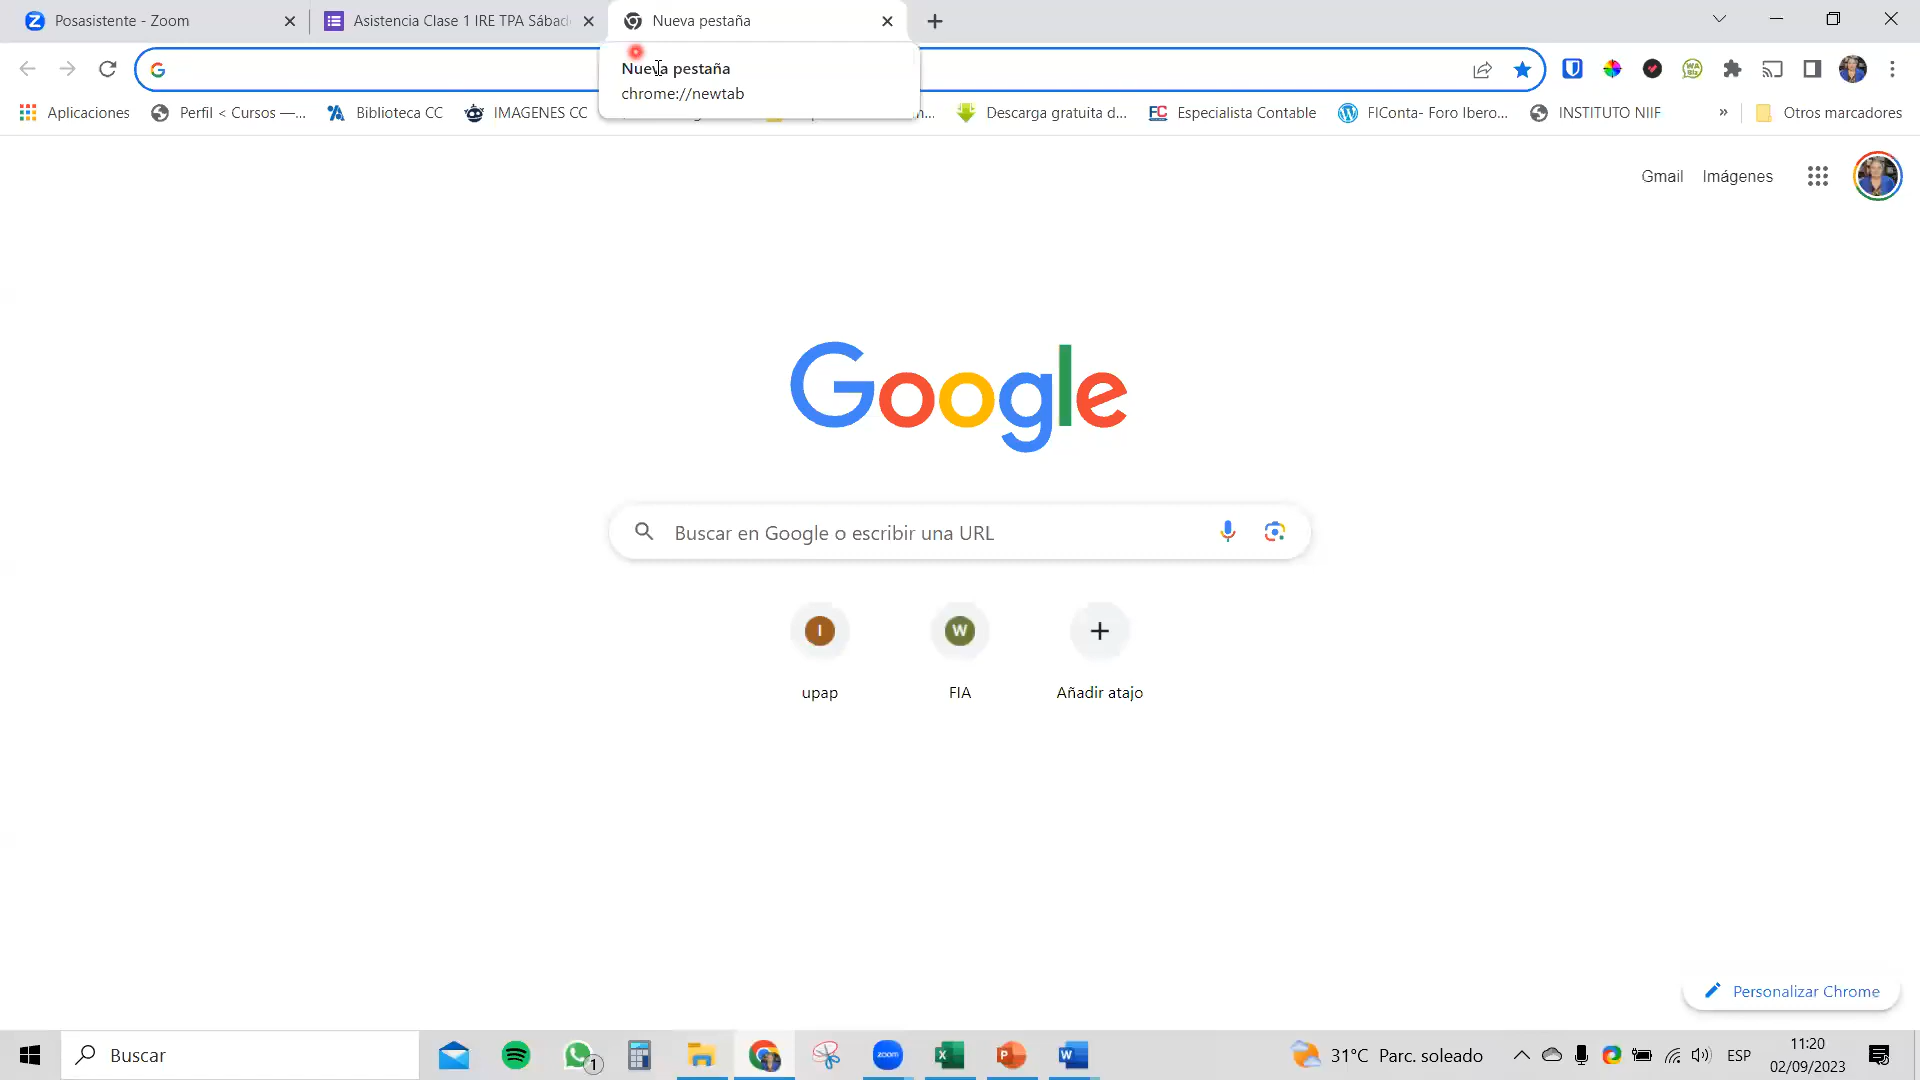 Posasistente - Zoom
Asistencia Clase 1 IRE TPA Sábad
Nueva pestaña
Nueva pestaña
chrome://newtab
Aplicaciones
Perfil < Cursos —...
Biblioteca CC
IMAGENES CC
Descarga gratuita d...
Especialista Contable
FIConta- Foro Ibero...
INSTITUTO NIIF
»
Otros marcadores
Gmail
Imágenes
Google
Buscar en Google o escribir una URL
I
W
upap
FIA
Añadir atajo
Personalizar Chrome
Buscar
1
zoom
31°C Parc. soleado
ESP
11:20
02/09/2023